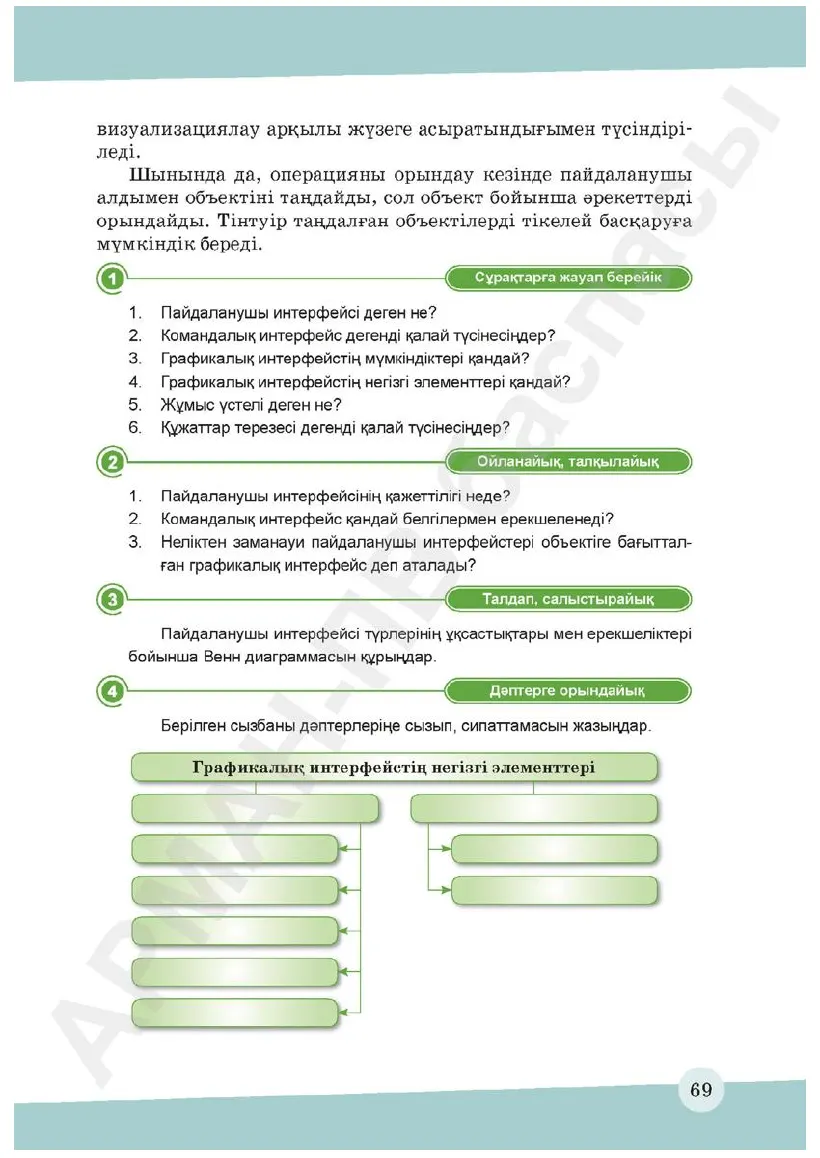 визуализациялау арқылы жүзеге асыратындығымен түсіндірі-
леді.
Шынында да, операцияны орындау кезінде пайдаланушы
алдымен объектіні таңдайды, сол объект бойынша әрекеттерді
орындайды. Тінтуір таңдалған объектілерді тікелей басқаруға
мүмкіндік береді.
1 Сұрақтарға жауап берейік
1. Пайдаланушы интерфейсі деген не?
2. Командалық интерфейс дегенді қалай түсінесіңдер?
3. Графикалық интерфейстің мүмкіндіктері қандай?
4. Графикалық интерфейстің негізгі элементтері қандай?
5. Жұмыс үстелі деген не?
6. Құжаттар терезесі дегенді қалай түсінесіңдер?
2 Ойланайық, талқылайық
1. Пайдаланушы интерфейсінің қажеттілігі неде?
2. Командалық интерфейс қандай белгілермен ерекшеленеді?
3. Неліктен заманауи пайдаланушы интерфейстері объектіге бағыттал-
ған графикалық интерфейс деп аталады?
3 Талдап, салыстырайық
Пайдаланушы интерфейсі түрлерінің ұқсастықтары мен ерекшеліктері
бойынша Венн диаграммасын құрыңдар.
4 Дәптерге орындайық
Берілген сызбаны дәптерлеріңе сызып, сипаттамасын жазыңдар.
Графикалық интерфейстің негізгі элементтері
69
АРМАН-ПВ баспасы